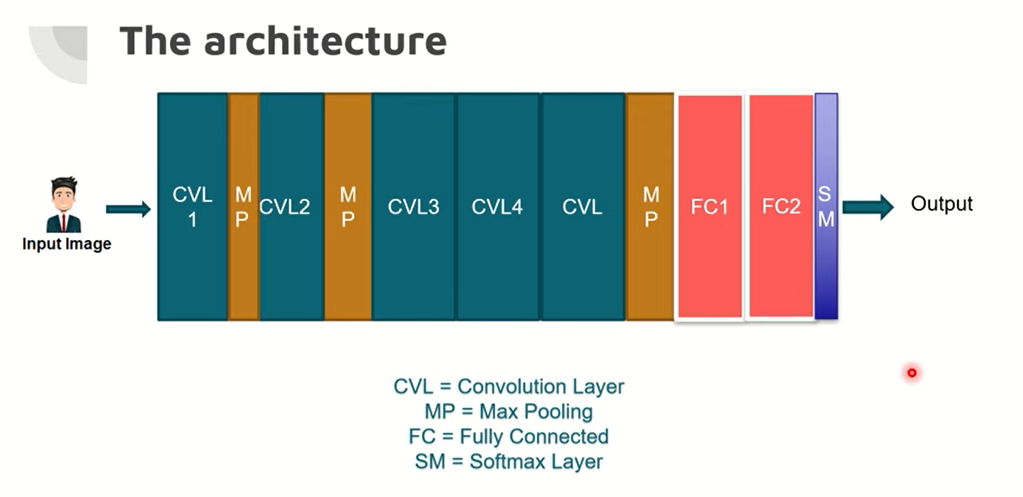 The architecture
Input Image
CVL
1
M
P
CVL2
M
P
CVL3
CVL4
CVL
M
P
FC1
FC2
S
M
Output
CVL = Convolution Layer
MP = Max Pooling
FC = Fully Connected
SM = Softmax Layer